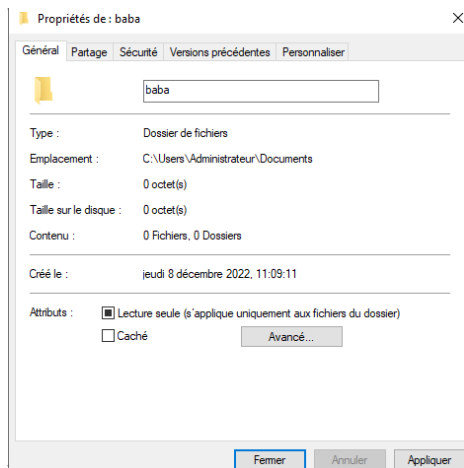 Propriétés de : baba
Général Partage Sécurité Versions précédentes Personnaliser
baba
Type : Dossier de fichiers
Emplacement : C:\Users\Administrateur\Documents
Taille : 0 octet(s)
Taille sur le disque : 0 octet(s)
Contenu : 0 Fichiers, 0 Dossiers
Créé le : jeudi 8 décembre 2022, 11:09:11
Attributs : Lecture seule (s'applique uniquement aux fichiers du dossier)
Caché Avancé...
Fermer Annuler Appliquer